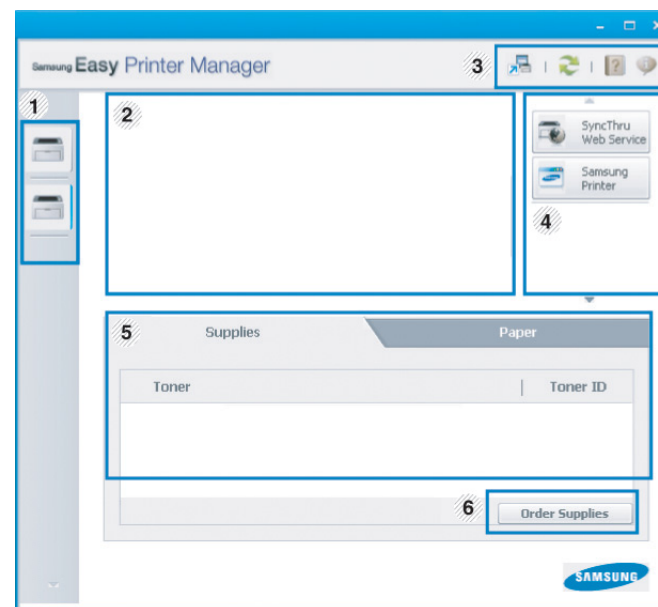 Samsung Easy Printer Manager
3
1
2
SyncThru
Web Service
Samsung
Printer
4
5
Supplies
Paper
Toner
Toner ID
6
Order Supplies
SAMSUNG